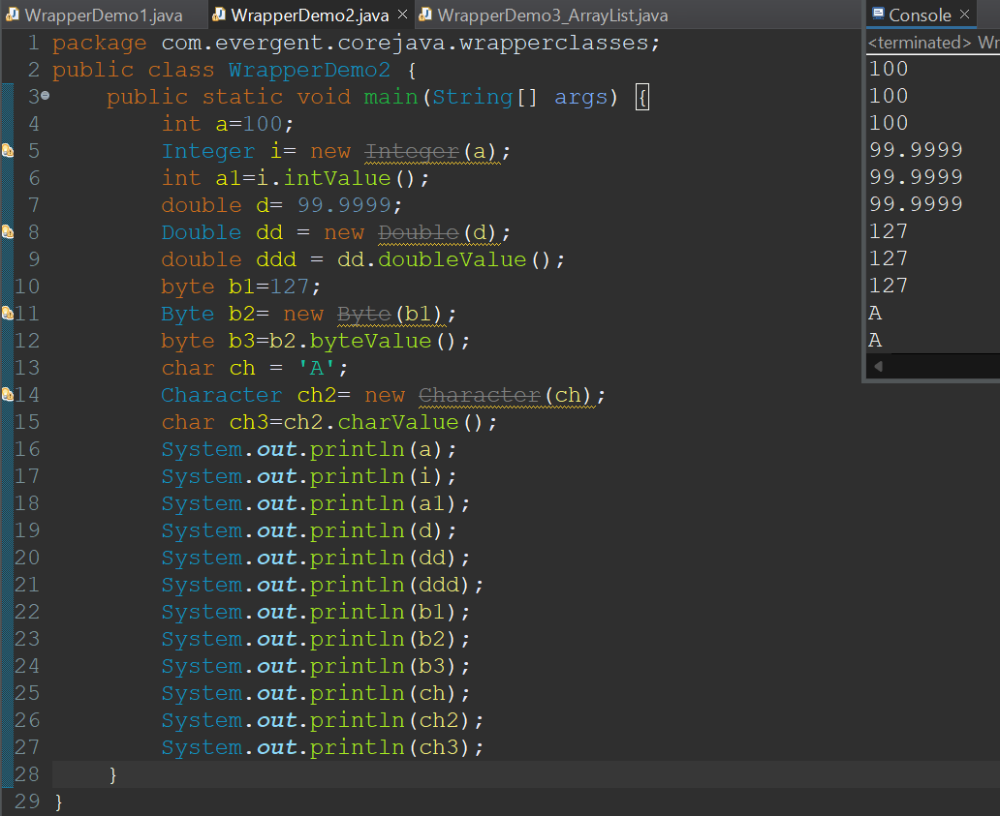 WrapperDemo1.java WrapperDemo2.java × WrapperDemo3_ArrayList.java
1 package com.evergent.corejava.wrapperclasses;
2 public class WrapperDemo2 {
3 public static void main(String[] args) {
4 int a=100;
5 Integer i= new Integer(a);
6 int a1=i.intValue();
7 double d= 99.9999;
8 Double dd = new Double(d);
9 double ddd = dd.doubleValue();
10 byte b1=127;
11 Byte b2= new Byte(b1);
12 byte b3=b2.byteValue();
13 char ch = 'A';
14 Character ch2= new Character(ch);
15 char ch3=ch2.charValue();
16 System.out.println(a);
17 System.out.println(i);
18 System.out.println(a1);
19 System.out.println(d);
20 System.out.println(dd);
21 System.out.println(ddd);
22 System.out.println(b1);
23 System.out.println(b2);
24 System.out.println(b3);
25 System.out.println(ch);
26 System.out.println(ch2);
27 System.out.println(ch3);
28 }
29 }
Console ×
<terminated> Wr
100
100
100
99.9999
99.9999
99.9999
127
127
127
A
A